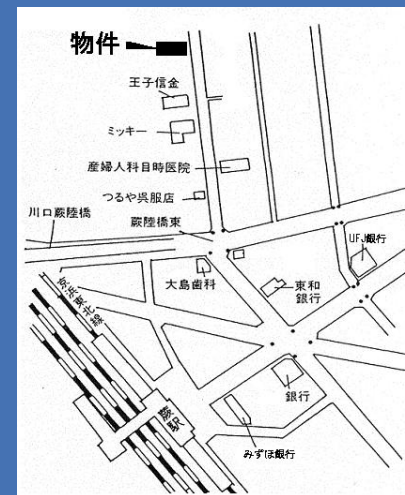 物件
王子信金
ミッキー
産婦人科目時医院
つるや呉服店
川口蕨陸橋
蕨陸橋東
UFJ銀行
大島歯科
東和
銀行
京浜東北線
蕨駅
銀行
みずほ銀行